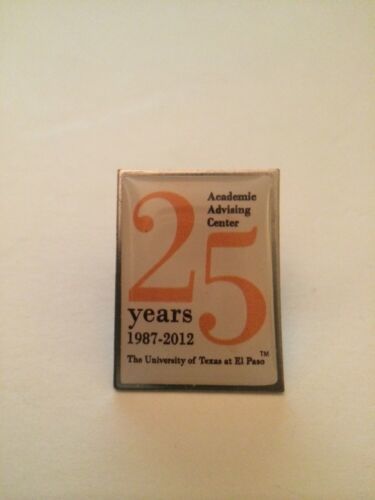 25
Academic
Advising
Center
years
1987-2012
TM
The University of Texas at El Paso